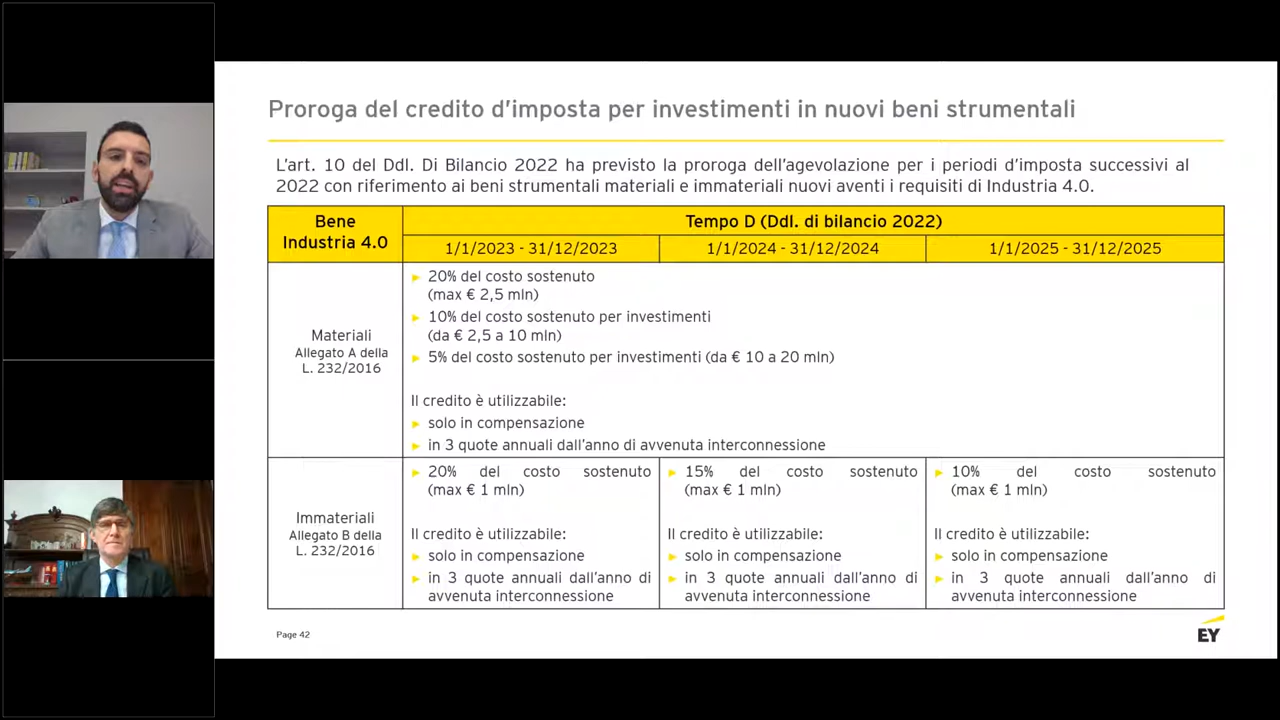 Proroga del credito d'imposta per investimenti in nuovi beni strumentali
L'art. 10 del Ddl. Di Bilancio 2022 ha previsto la proroga dell'agevolazione per i periodi d'imposta successivi al
2022 con riferimento ai beni strumentali materiali e immateriali nuovi aventi i requisiti di Industria 4.0.
Bene
Industria 4.0
Tempo D (Ddl. di bilancio 2022)
1/1/2023 - 31/12/2023
1/1/2024 - 31/12/2024
1/1/2025 - 31/12/2025
Materiali
Allegato A della
L. 232/2016
► 20% del costo sostenuto
(max € 2,5 mln)
► 10% del costo sostenuto per investimenti
(da € 2,5 a 10 mln)
► 5% del costo sostenuto per investimenti (da € 10 a 20 mln)
Il credito è utilizzabile:
► solo in compensazione
► in 3 quote annuali dall'anno di avvenuta interconnessione
Immateriali
Allegato B della
L. 232/2016
► 20% del costo sostenuto
(max € 1 mln)
Il credito è utilizzabile:
► solo in compensazione
► in 3 quote annuali dall'anno di
avvenuta interconnessione
► 15% del costo sostenuto
(max € 1 mln)
Il credito è utilizzabile:
► solo in compensazione
► in 3 quote annuali dall'anno di
avvenuta interconnessione
► 10% del costo sostenuto
(max € 1 mln)
Il credito è utilizzabile:
► solo in compensazione
► in 3 quote annuali dall'anno di
avvenuta interconnessione
Page 42
EY